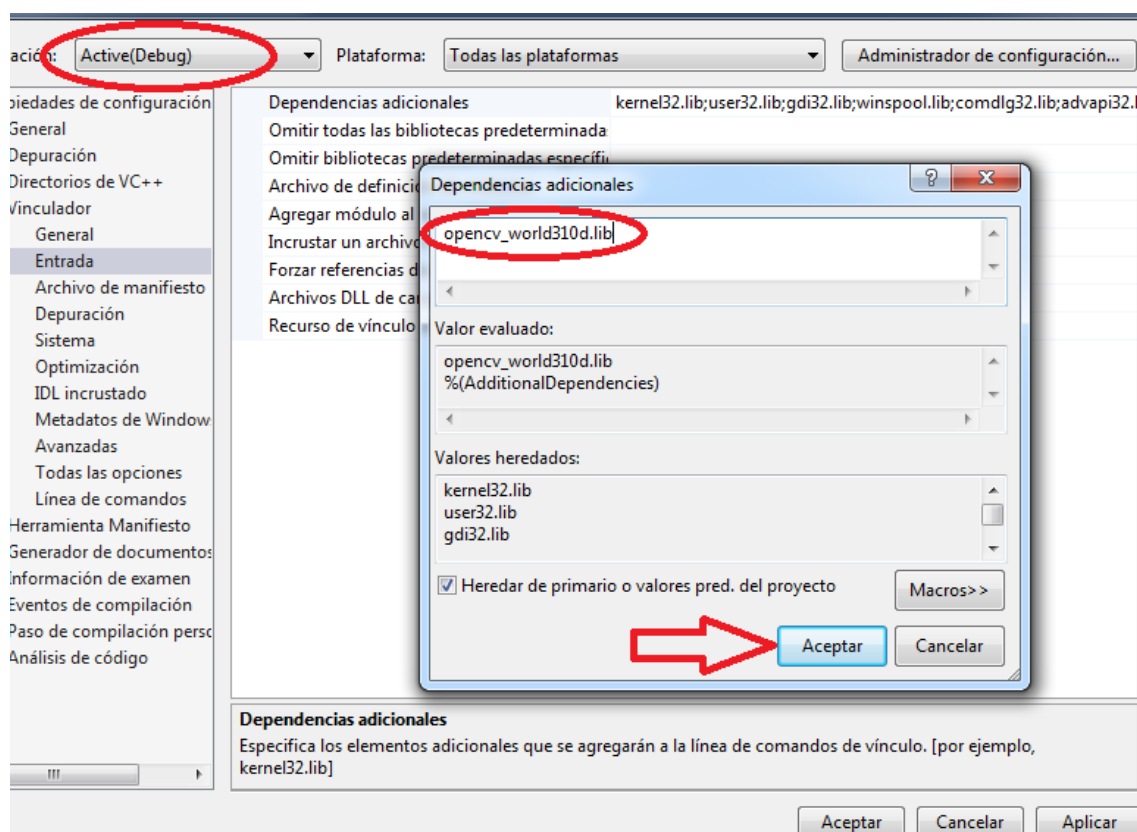 ación: Active(Debug) Plataforma: Todas las plataformas Administrador de configuración...
piedades de configuración
General
Depuración
Directorios de VC++
Vinculador
General
Entrada
Archivo de manifiesto
Depuración
Sistema
Optimización
IDL incrustado
Metadatos de Window
Avanzadas
Todas las opciones
Línea de comandos
Herramienta Manifiesto
Generador de documentos
Información de examen
Eventos de compilación
Paso de compilación perso
Análisis de código
Dependencias adicionales kernel32.lib;user32.lib;gdi32.lib;winspool.lib;comdlg32.lib;advapi32.l
Omitir todas las bibliotecas predeterminada
Omitir bibliotecas predeterminadas específi
Archivo de definició
Agregar módulo al
Incrustar un archivo
Forzar referencias d
Archivos DLL de ca
Recurso de vínculo
Dependencias adicionales
opencv_world310d.lib
Valor evaluado:
opencv_world310d.lib
%(AdditionalDependencies)
Valores heredados:
kernel32.lib
user32.lib
gdi32.lib
Heredar de primario o valores pred. del proyecto
Macros>>
Aceptar Cancelar
Dependencias adicionales
Especifica los elementos adicionales que se agregarán a la línea de comandos de vínculo. [por ejemplo,
kernel32.lib]
Aceptar Cancelar Aplicar